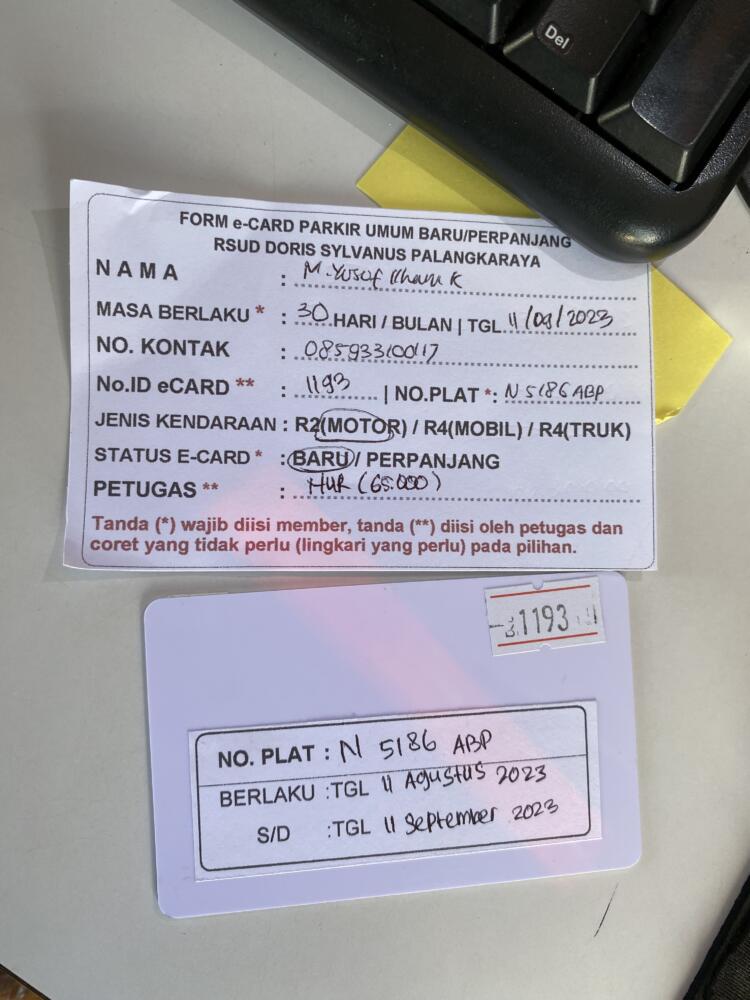 Del
FORM e-CARD PARKIR UMUM BARU/PERPANJANG
RSUD DORIS SYLVANUS PALANGKARAYA
NAMA : M. Yusuf Ilham K
MASA BERLAKU * : 30 HARI / BULAN | TGL 11/09/2023
NO. KONTAK : 085933100117
No.ID eCARD ** : 1193 | NO.PLAT *: N 5186 ABP
JENIS KENDARAAN : R2(MOTOR) / R4(MOBIL) / R4(TRUK)
STATUS E-CARD * : BARU / PERPANJANG
PETUGAS ** : (65.000)
Tanda (*) wajib diisi member, tanda (**) diisi oleh petugas dan
coret yang tidak perlu (lingkari yang perlu) pada pilihan.
1193
NO. PLAT : N 5186 ABP
BERLAKU :TGL 11 Agustus 2023
S/D :TGL 11 September 2023